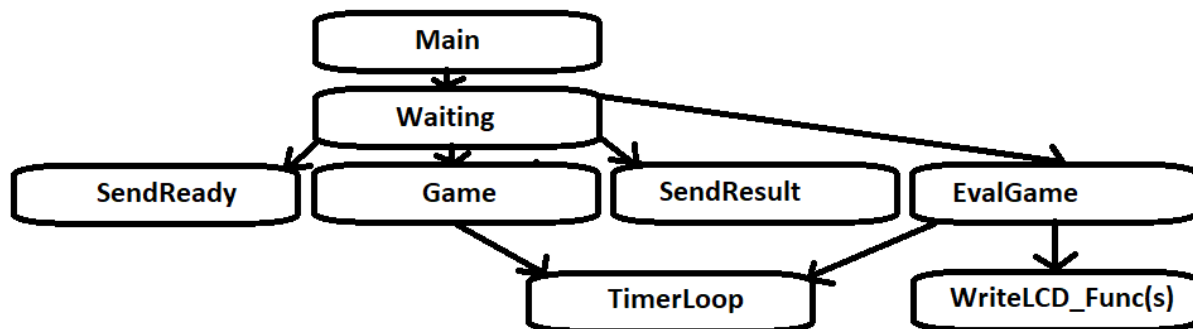 Main
Waiting
SendReady
Game
SendResult
EvalGame
TimerLoop
WriteLCD_Func(s)